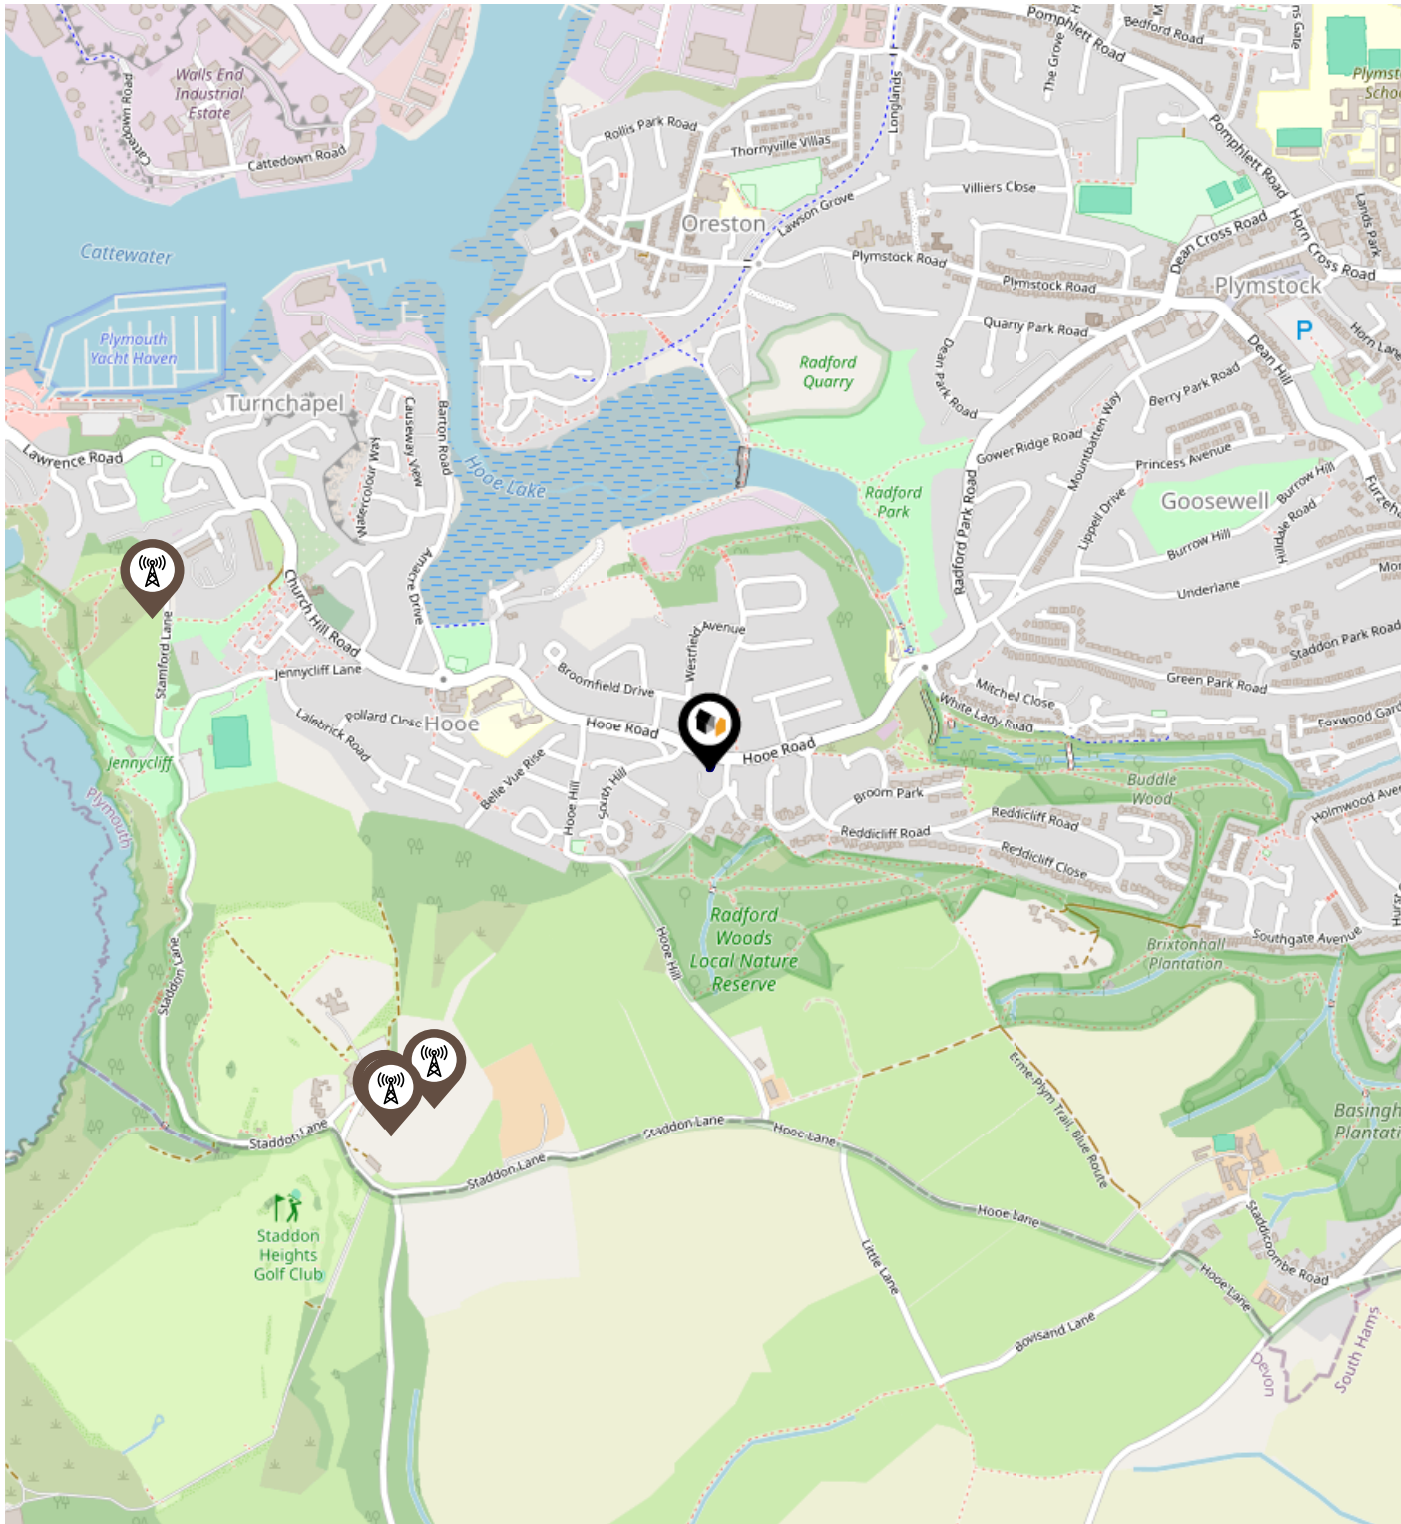 Pomphlett Road
Bedford Road
The Grove
Walls End
Industrial
Estate
Cattedown Road
Cattedown Road
Longlands
Rollis Park Road
Thornyville Villas
Pomphlett Road
Villiers Close
Lands Park
Oreston
Lawson Grove
Dean Cross Road
Horn Cross Road
Cattewater
Plymstock Road
Plymstock Road
Plymstock
P
Quarry Park Road
Plymouth
Yacht Haven
Radford
Quarry
Dean Park Road
Dean Hill
Berry Park Road
Turnchapel
Causeway View
Barton Road
Watercolour Way
Mountbatten Way
Gower Ridge Road
Princess Avenue
Lawrence Road
Hooe Lake
Radford
Park
Goosewell
Burrow Hill
Burrow Hill
Lippell Drive
Radford Park Road
Underlane
Amacre Drive
Church Hill Road
Stamford Lane
Westfield
Avenue
Staddon Park Road
Jennycliff Lane
Broomfield Drive
Green Park Road
Mitchel Close
White Lady Road
Lalebrick Road
Pollard Close
Hooe
Hooe Road
Hooe Road
Jennycliff
Belle Vue Rise
Hooe Hill
South Hill
Broom Park
Buddle
Wood
Plymouth
Reddicliff Road
Reddicliff Road
Reddicliff Close
Radford
Woods
Local Nature
Reserve
Hooe Hill
Southgate Avenue
Brixtonhall
Plantation
Staddon Lane
Erme-Plym Trail, Blue Route
Staddon Lane
Staddon Lane
Hooe Lane
Staddon Lane
Staddon
Heights
Golf Club
Hooe Lane
Staddicombe Road
Little Lane
Hooe Lane
Bovisand Lane
Devon
South Hams